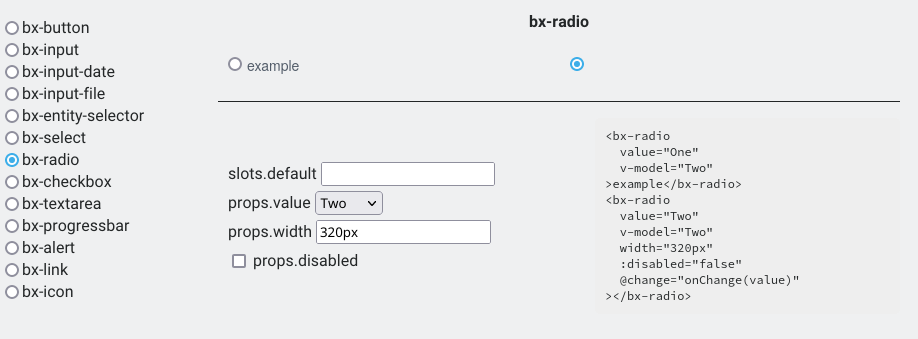 bx-button
bx-input
bx-input-date
bx-input-file
bx-entity-selector
bx-select
bx-radio
bx-checkbox
bx-textarea
bx-progressbar
bx-alert
bx-link
bx-icon
bx-radio
example
slots.default
props.value Two
props.width 320px
props.disabled
<bx-radio
  value="One"
  v-model="Two"
>example</bx-radio>
<bx-radio
  value="Two"
  v-model="Two"
  width="320px"
  :disabled="false"
  @change="onChange(value)"
></bx-radio>